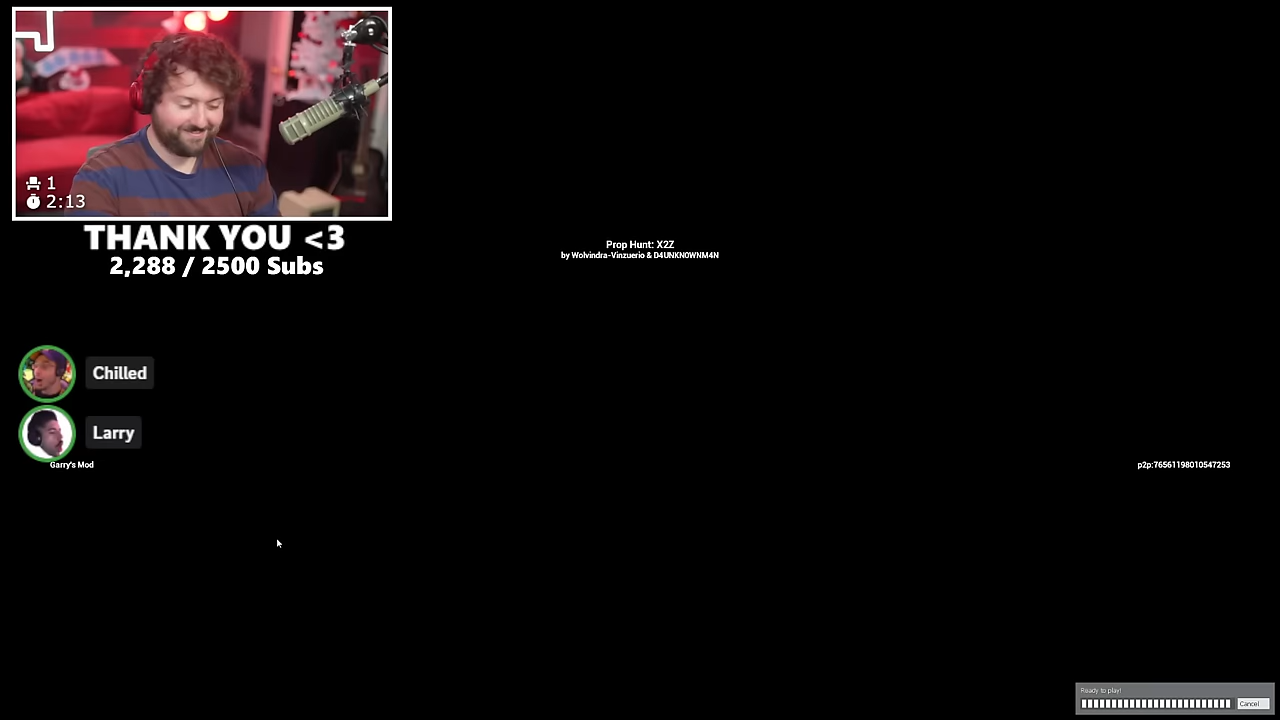 1
2:13
THANK YOU <3
2,288 / 2500 Subs
Prop Hunt: X2Z
by Wolvindra-Vinzuerio & D4UNKN0WNM4N
Chilled
Larry
Garry's Mod
p2p:76561198010547253
Ready to play!
Cancel